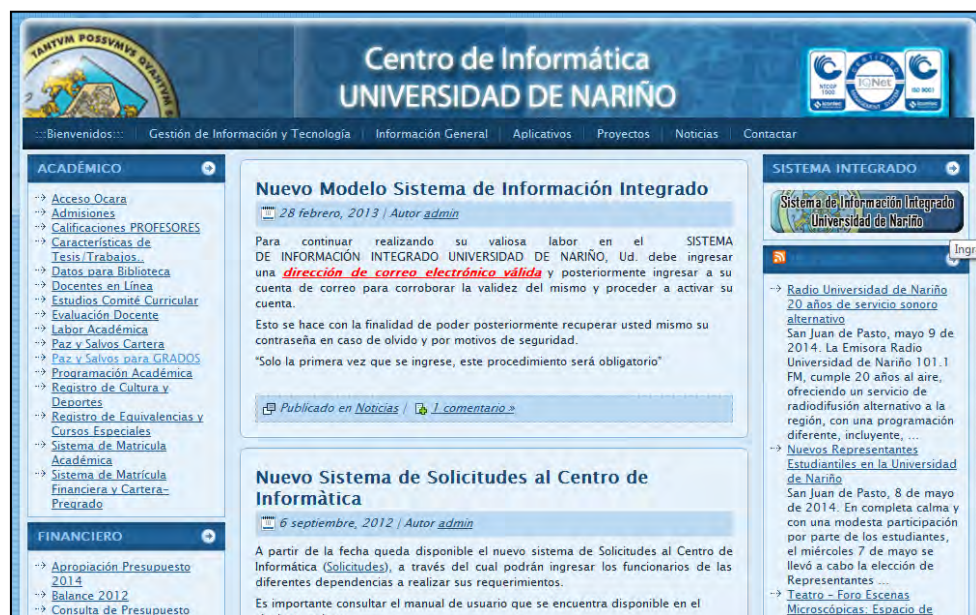 TANTVM POSSVMVS QVANTVM
Centro de Informática
UNIVERSIDAD DE NARIÑO
NTCGP
1000
icontec
CERTIFIED
IQNet
MANAGEMENT SYSTEM
ISO 9001
icontec
:::Bienvenidos:::
Gestión de Información y Tecnología
Información General
Aplicativos
Proyectos
Noticias
Contactar
ACADÉMICO
Acceso Ocara
Admisiones
Calificaciones PROFESORES
Características de
Tesis/Trabajos..
Datos para Biblioteca
Docentes en Línea
Estudios Comité Curricular
Evaluación Docente
Labor Académica
Paz y Salvos Cartera
Paz y Salvos para GRADOS
Programación Académica
Registro de Cultura y
Deportes
Registro de Equivalencias y
Cursos Especiales
Sistema de Matricula
Académica
Sistema de Matrícula
Financiera y Cartera-
Pregrado
FINANCIERO
Apropiación Presupuesto
2014
Balance 2012
Consulta de Presupuesto
Nuevo Modelo Sistema de Información Integrado
28 febrero, 2013 | Autor admin
Para continuar realizando su valiosa labor en el SISTEMA
DE INFORMACIÓN INTEGRADO UNIVERSIDAD DE NARIÑO, Ud. debe ingresar
una dirección de correo electrónico válida y posteriormente ingresar a su
cuenta de correo para corroborar la validez del mismo y proceder a activar su
cuenta.
Esto se hace con la finalidad de poder posteriormente recuperar usted mismo su
contraseña en caso de olvido y por motivos de seguridad.
"Solo la primera vez que se ingrese, este procedimiento será obligatorio"
Publicado en Noticias | 1 comentario »
Nuevo Sistema de Solicitudes al Centro de
Informàtica
6 septiembre, 2012 | Autor admin
A partir de la fecha queda disponible el nuevo sistema de Solicitudes al Centro de
Informática (Solicitudes), a través del cual podrán ingresar los funcionarios de las
diferentes dependencias a realizar sus requerimientos.
Es importante consultar el manual de usuario que se encuentra disponible en el
SISTEMA INTEGRADO
Sistema de Información Integrado
Universidad de Nariño
Ingr
Radio Universidad de Nariño
20 años de servicio sonoro
alternativo
San Juan de Pasto, mayo 9 de
2014. La Emisora Radio
Universidad de Nariño 101.1
FM, cumple 20 años al aire,
ofreciendo un servicio de
radiodifusión alternativo a la
región, con una programación
diferente, incluyente, ...
Nuevos Representantes
Estudiantiles en la Universidad
de Nariño
San Juan de Pasto, 8 de mayo
de 2014. En completa calma y
con una modesta participación
por parte de los estudiantes,
el miércoles 7 de mayo se
llevó a cabo la elección de
Representantes ...
Teatro – Foro Escenas
Microscópicas: Espacio de